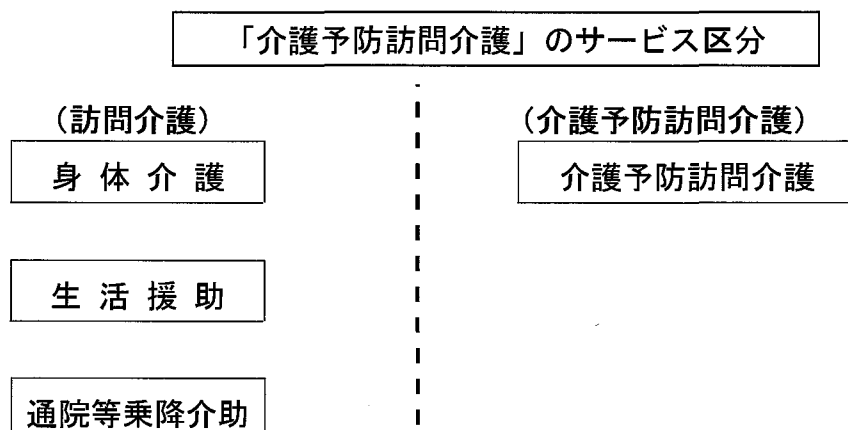 「介護予防訪問介護」のサービス区分
(訪問介護)
身体介護
生活援助
通院等乗降介助
(介護予防訪問介護)
介護予防訪問介護